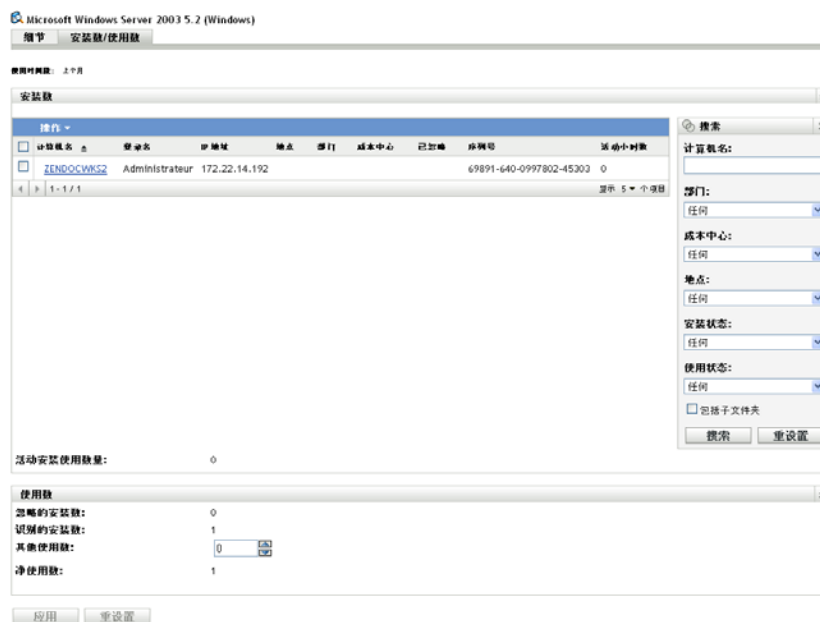 Microsoft Windows Server 2003 5.2 (Windows)
细节 安装数/使用数
使用时间段: 上个月
安装数
操作
计算机名 登录名 IP 地址 地点 部门 成本中心 已忽略 序列号 活动小时数
ZENDOCWKS2 Administrateur 172.22.14.192 69891-640-0997802-45303 0
1 - 1 / 1 显示 5 个项目
搜索
计算机名:
部门:
任何
成本中心:
任何
地点:
任何
安装状态:
任何
使用状态:
任何
包括子文件夹
搜索 重设置
活动安装使用数量: 0
使用数
忽略的安装数: 0
识别的安装数: 1
其他使用数: 0
净使用数: 1
应用 重设置